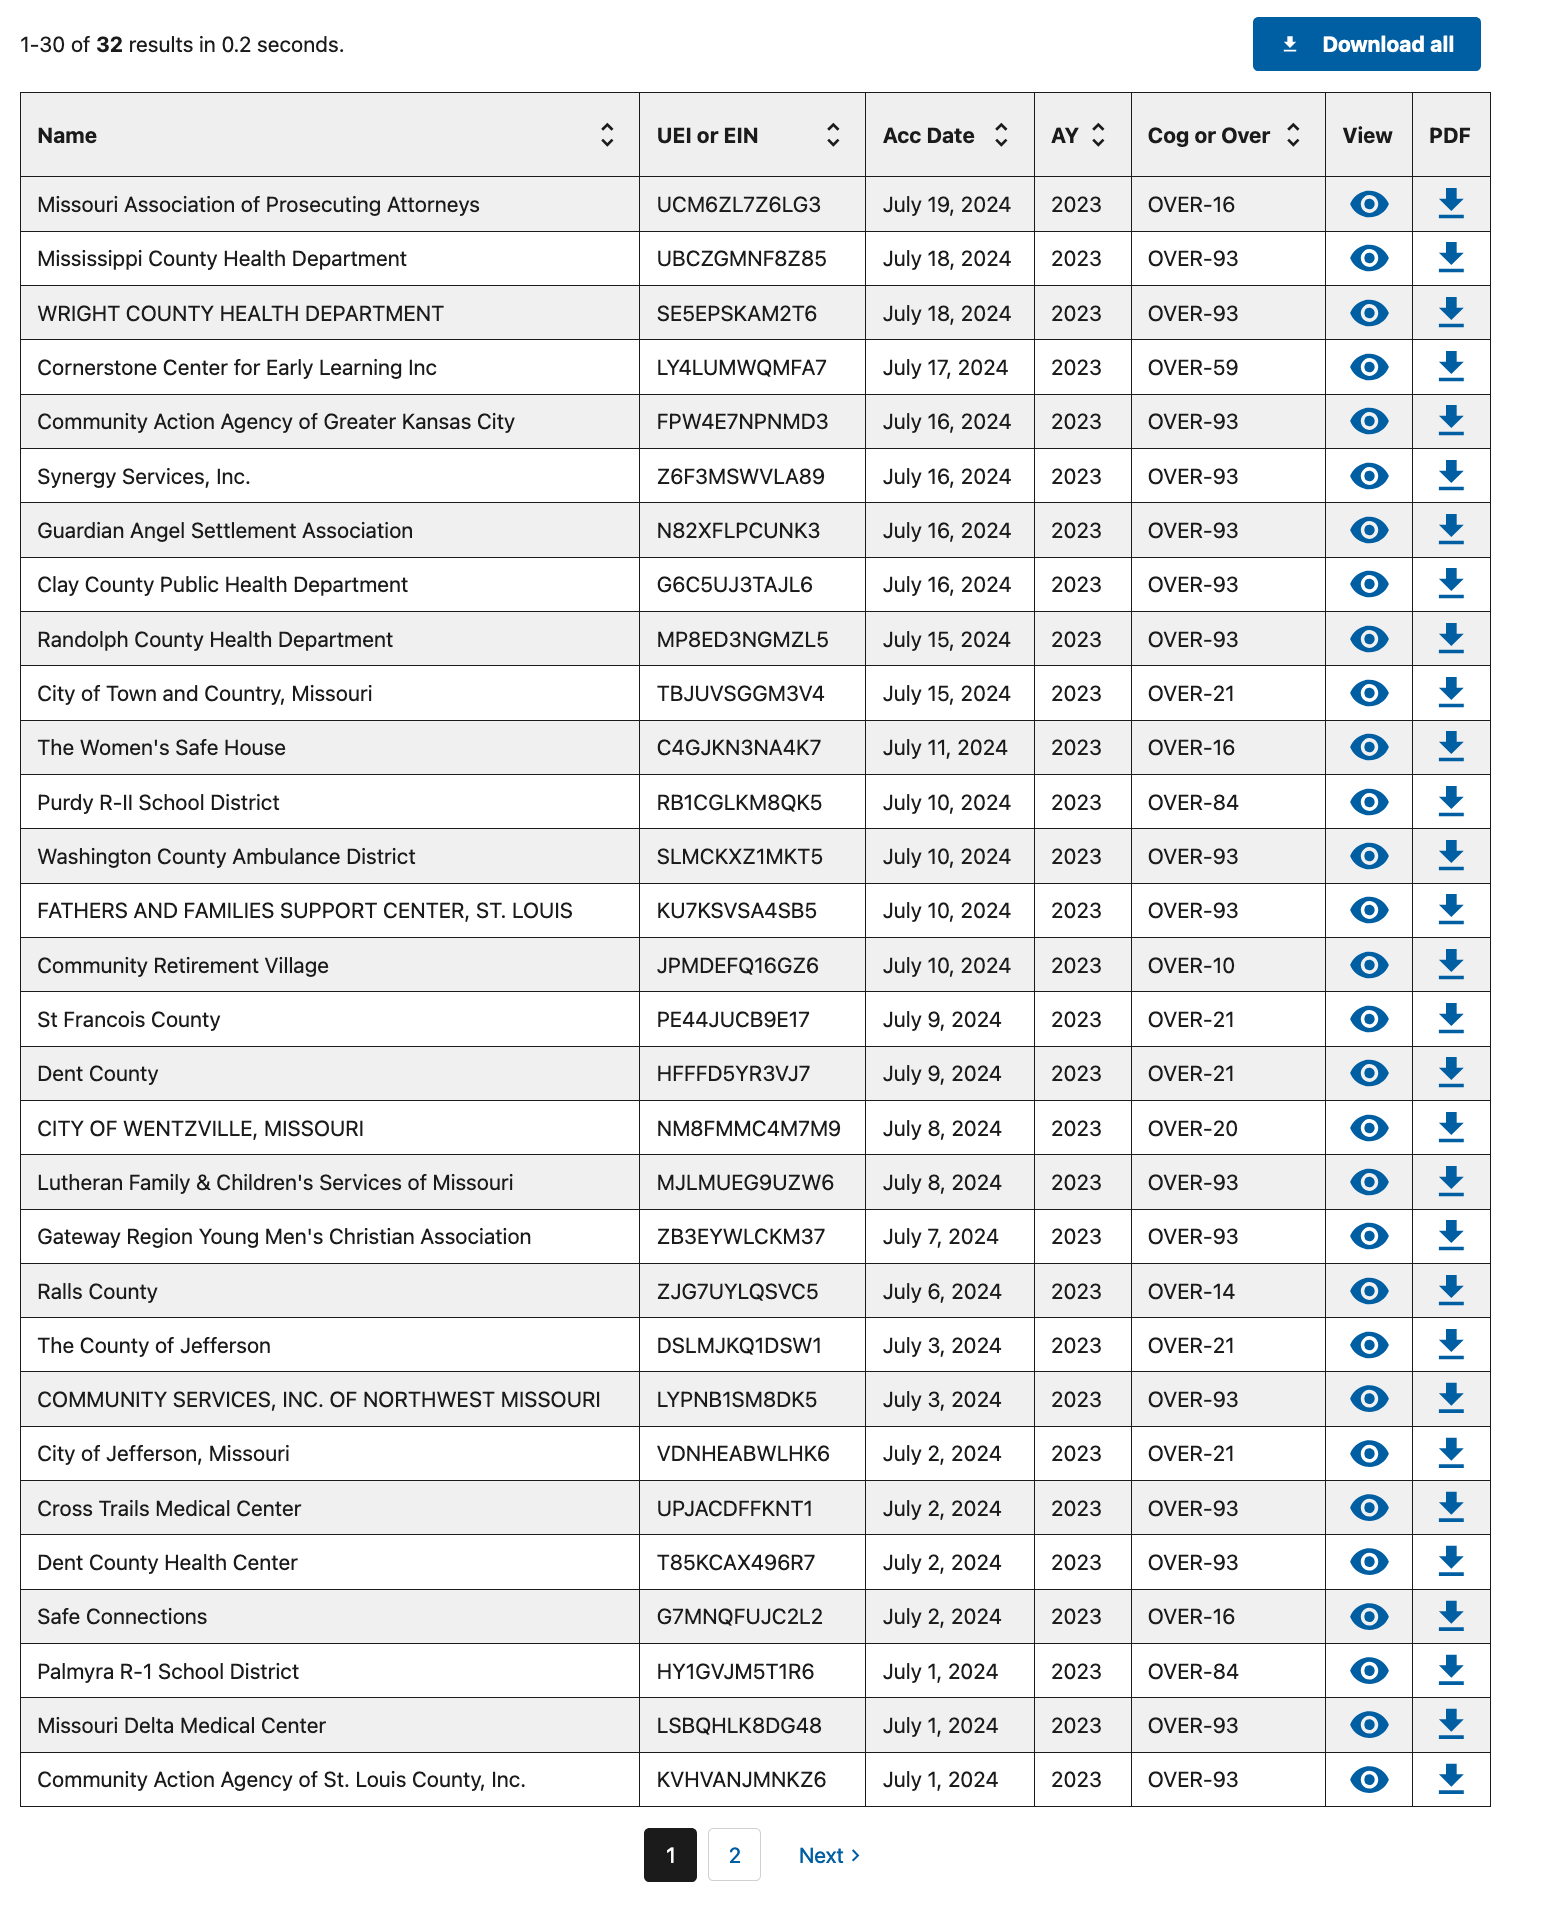 1-30 of 32 results in 0.2 seconds.
Download all
Name UEI or EIN Acc Date AY Cog or Over View PDF
Missouri Association of Prosecuting Attorneys UCM6ZL7Z6LG3 July 19, 2024 2023 OVER-16
Mississippi County Health Department UBCZGMNF8Z85 July 18, 2024 2023 OVER-93
WRIGHT COUNTY HEALTH DEPARTMENT SE5EPSKAM2T6 July 18, 2024 2023 OVER-93
Cornerstone Center for Early Learning Inc LY4LUMWQMFA7 July 17, 2024 2023 OVER-59
Community Action Agency of Greater Kansas City FPW4E7NPNMD3 July 16, 2024 2023 OVER-93
Synergy Services, Inc. Z6F3MSWVLA89 July 16, 2024 2023 OVER-93
Guardian Angel Settlement Association N82XFLPCUNK3 July 16, 2024 2023 OVER-93
Clay County Public Health Department G6C5UJ3TAJL6 July 16, 2024 2023 OVER-93
Randolph County Health Department MP8ED3NGMZL5 July 15, 2024 2023 OVER-93
City of Town and Country, Missouri TBJUVSGGM3V4 July 15, 2024 2023 OVER-21
The Women's Safe House C4GJKN3NA4K7 July 11, 2024 2023 OVER-16
Purdy R-II School District RB1CGLKM8QK5 July 10, 2024 2023 OVER-84
Washington County Ambulance District SLMCKXZ1MKT5 July 10, 2024 2023 OVER-93
FATHERS AND FAMILIES SUPPORT CENTER, ST. LOUIS KU7KSVSA4SB5 July 10, 2024 2023 OVER-93
Community Retirement Village JPMDEFQ16GZ6 July 10, 2024 2023 OVER-10
St Francois County PE44JUCB9E17 July 9, 2024 2023 OVER-21
Dent County HFFFD5YR3VJ7 July 9, 2024 2023 OVER-21
CITY OF WENTZVILLE, MISSOURI NM8FMMC4M7M9 July 8, 2024 2023 OVER-20
Lutheran Family & Children's Services of Missouri MJLMUEG9UZW6 July 8, 2024 2023 OVER-93
Gateway Region Young Men's Christian Association ZB3EYWLCKM37 July 7, 2024 2023 OVER-93
Ralls County ZJG7UYLQSVC5 July 6, 2024 2023 OVER-14
The County of Jefferson DSLMJKQ1DSW1 July 3, 2024 2023 OVER-21
COMMUNITY SERVICES, INC. OF NORTHWEST MISSOURI LYPNB1SM8DK5 July 3, 2024 2023 OVER-93
City of Jefferson, Missouri VDNHEABWLHK6 July 2, 2024 2023 OVER-21
Cross Trails Medical Center UPJACDFFKNT1 July 2, 2024 2023 OVER-93
Dent County Health Center T85KCAX496R7 July 2, 2024 2023 OVER-93
Safe Connections G7MNQFUJC2L2 July 2, 2024 2023 OVER-16
Palmyra R-1 School District HY1GVJM5T1R6 July 1, 2024 2023 OVER-84
Missouri Delta Medical Center LSBQHLK8DG48 July 1, 2024 2023 OVER-93
Community Action Agency of St. Louis County, Inc. KVHVANJMNKZ6 July 1, 2024 2023 OVER-93
1 2 Next